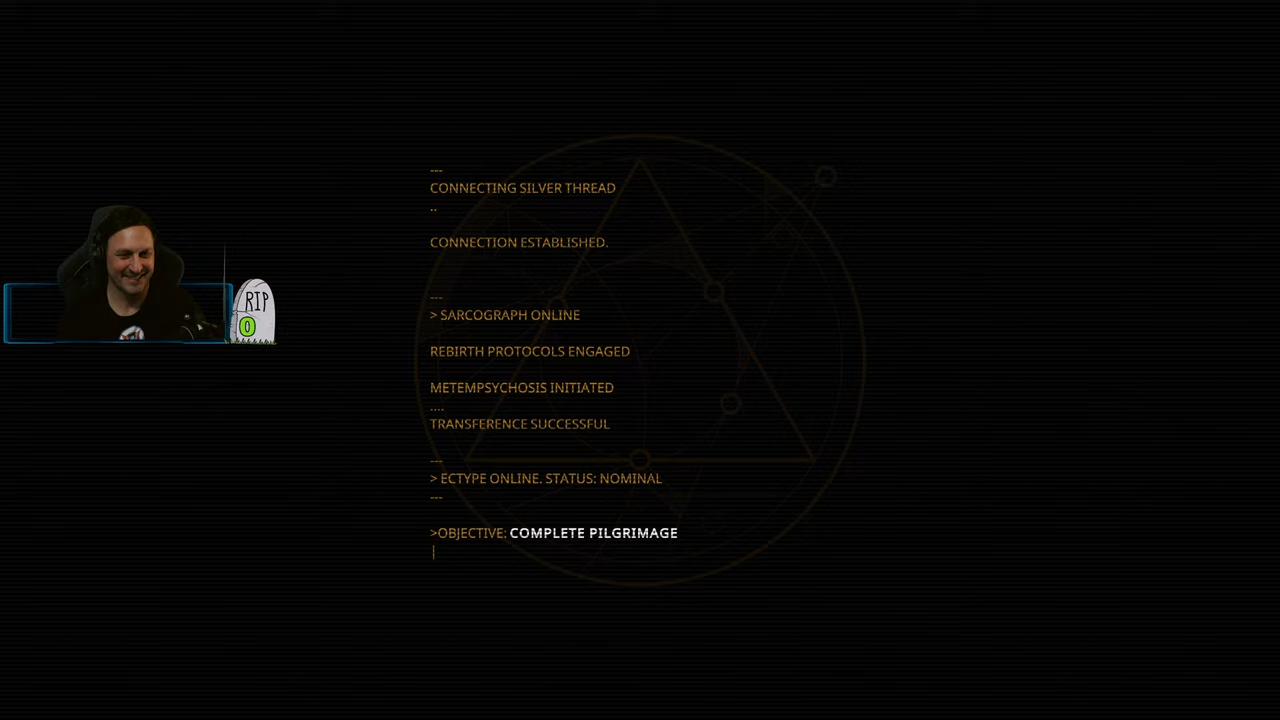 ---
CONNECTING SILVER THREAD
..
CONNECTION ESTABLISHED.
---
> SARCOGRAPH ONLINE
REBIRTH PROTOCOLS ENGAGED
METEMPSYCHOSIS INITIATED
....
TRANSFERENCE SUCCESSFUL
---
> ECTYPE ONLINE. STATUS: NOMINAL
---
>OBJECTIVE: COMPLETE PILGRIMAGE
RIP
0